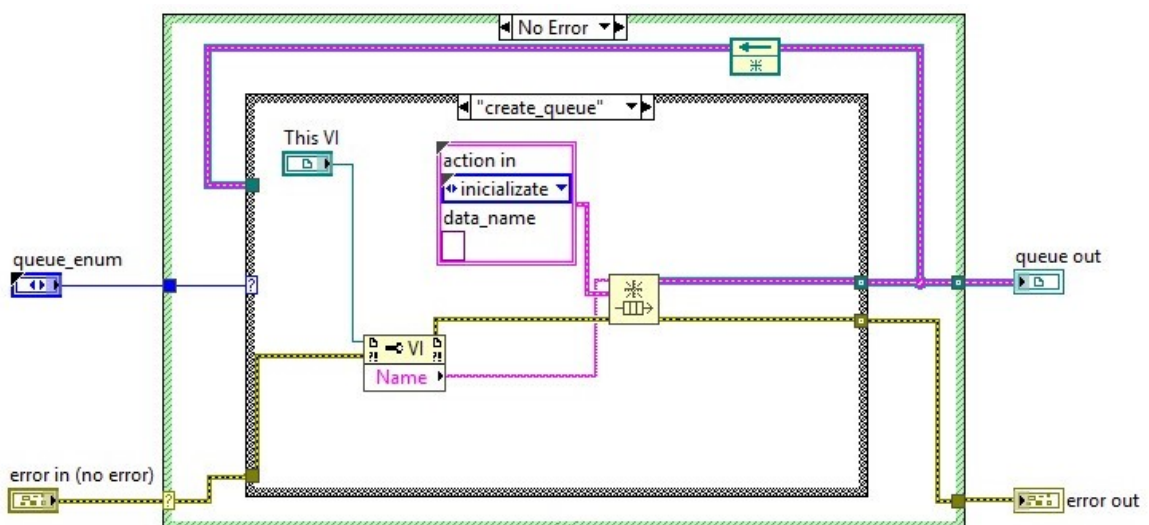 No Error
"create_queue"
This VI
action in
inicializate
data_name
queue_enum
?
queue out
?! VI ?!
Name
error in (no error)
?
error out